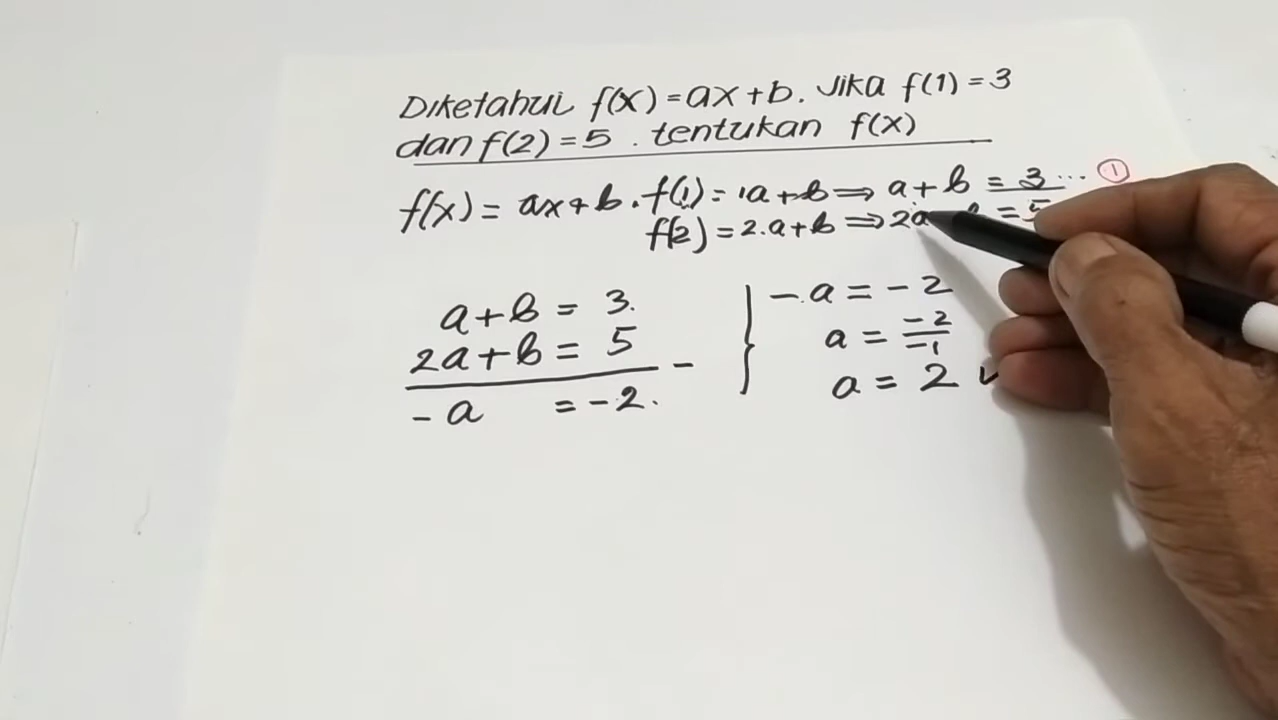 Diketahui f(x) = ax + b. Jika f(1) = 3
dan f(2) = 5 . tentukan f(x)
f(x) = ax + b . f(1) = 1a + b ⇒ a + b = 3 ... ①
f(2) = 2.a + b ⇒ 2a = 5
a + b = 3.
2a + b = 5
-
- a = -2.
} - a = - 2
a = -2/-1
a = 2 ✓